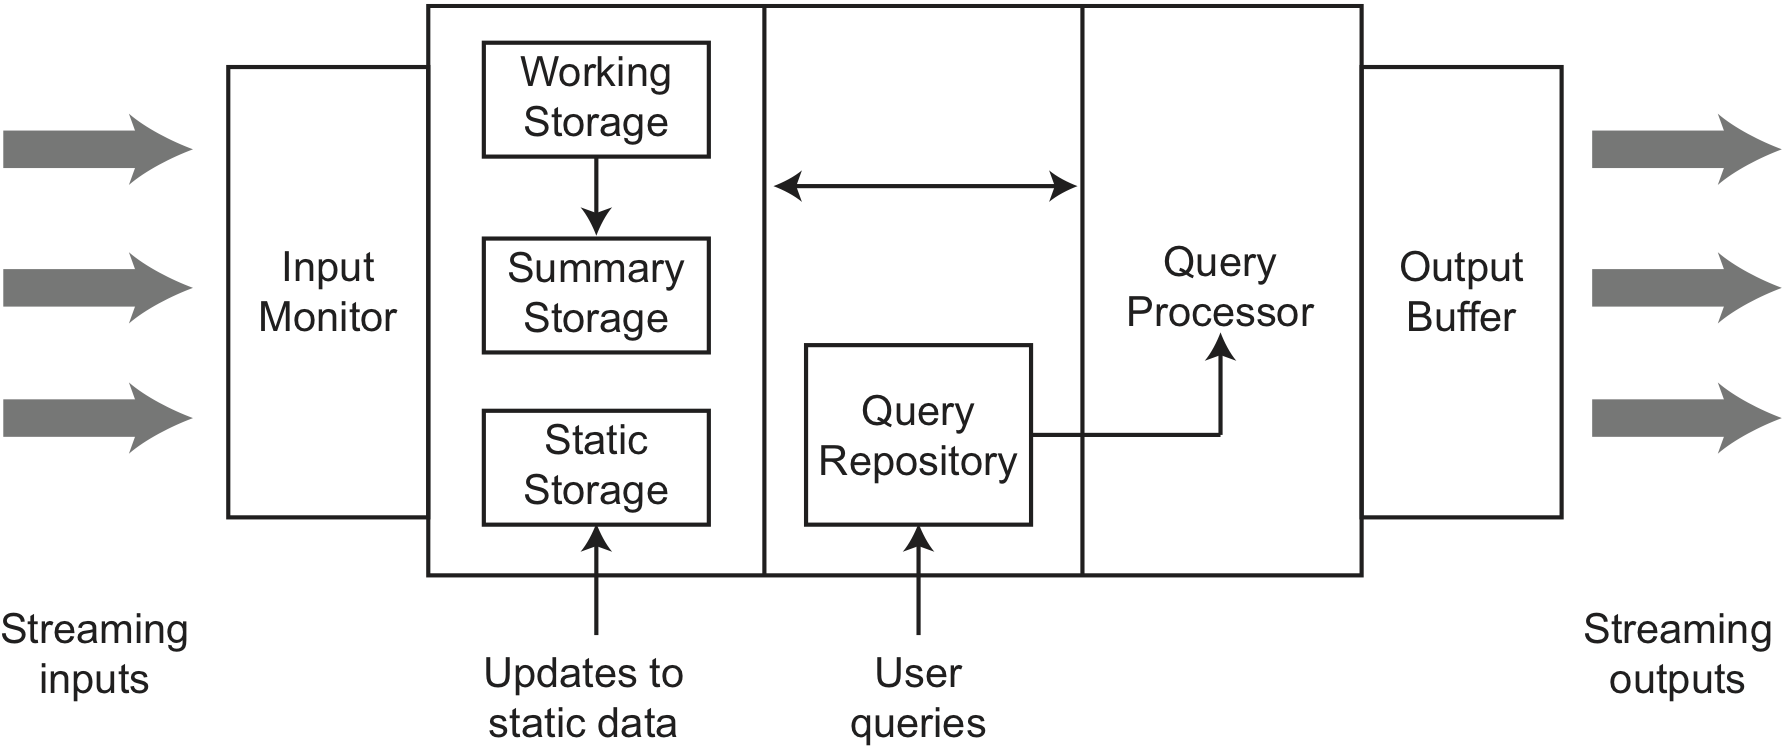 Working
Storage
Summary
Storage
Static
Storage
Input
Monitor
Query
Processor
Query
Repository
Output
Buffer
Streaming
inputs
Updates to
static data
User
queries
Streaming
outputs